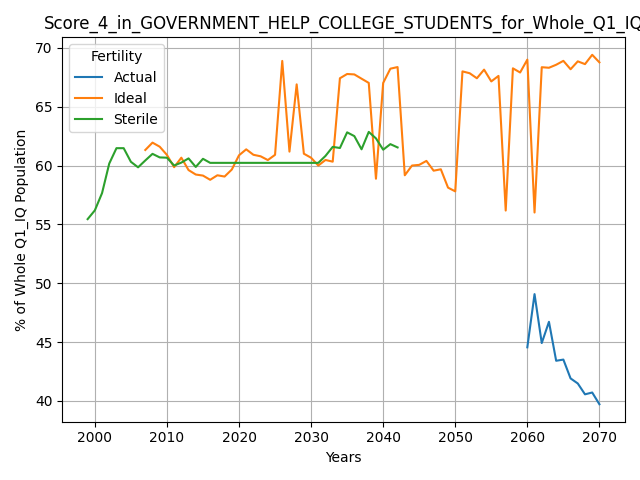 Score_4_in_GOVERNMENT_HELP_COLLEGE_STUDENTS_for_Whole_Q1_IQ
Fertility
Actual
Ideal
Sterile
% of Whole Q1_IQ Population
70
65
60
55
50
45
40
2000 2010 2020 2030 2040 2050 2060 2070
Years